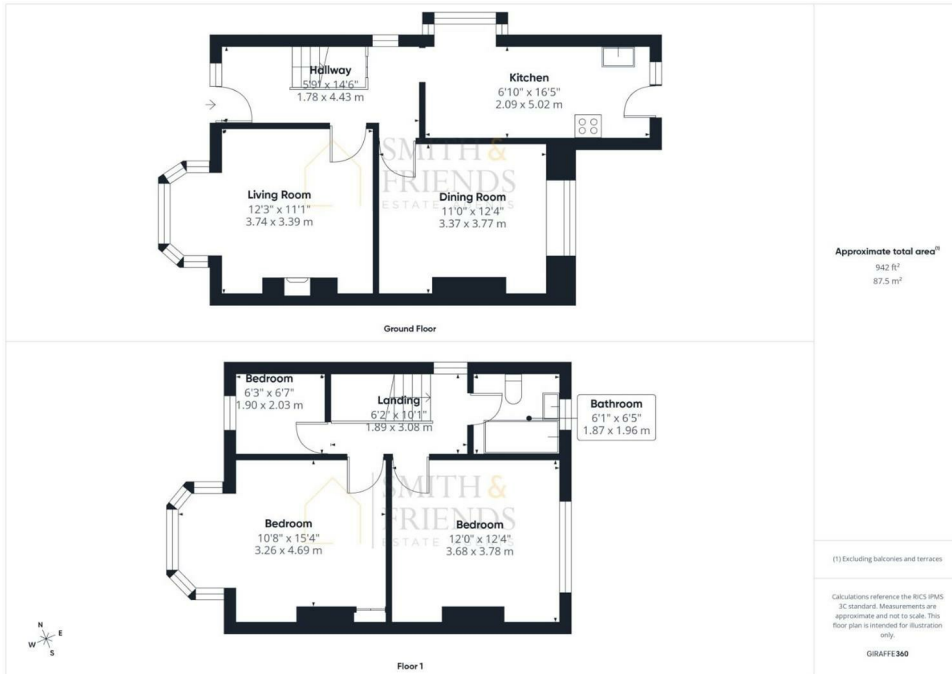 Hallway
5'9" x 14'6"
1.78 x 4.43 m
Kitchen
6'10" x 16'5"
2.09 x 5.02 m
Living Room
12'3" x 11'1"
3.74 x 3.39 m
SMITH &
FRIENDS
ESTATE AGENTS
Dining Room
11'0" x 12'4"
3.37 x 3.77 m
Ground Floor
Approximate total area(1)
942 ft²
87.5 m²
Bedroom
6'3" x 6'7"
1.90 x 2.03 m
Landing
6'2" x 10'1"
1.89 x 3.08 m
Bathroom
6'1" x 6'5"
1.87 x 1.96 m
SMITH &
FRIENDS
ESTATE AGENTS
Bedroom
10'8" x 15'4"
3.26 x 4.69 m
Bedroom
12'0" x 12'4"
3.68 x 3.78 m
N
E
W
S
Floor 1
(1) Excluding balconies and terraces
Calculations reference the RICS IPMS
3C standard. Measurements are
approximate and not to scale. This
floor plan is intended for illustration
only.
GIRAFFE360